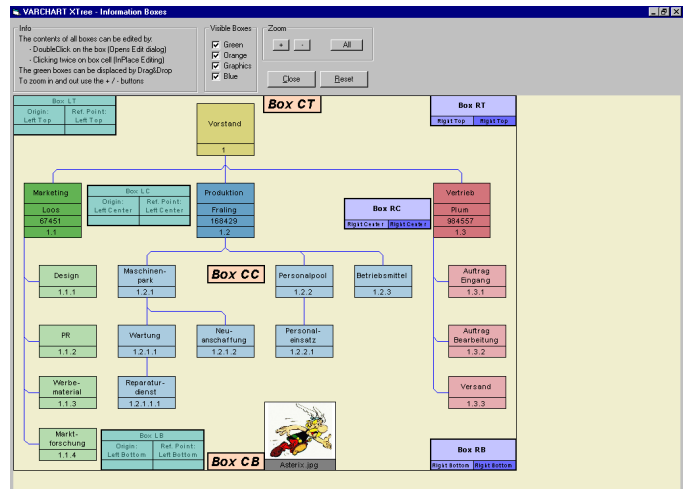 VARCHART XTree - Information Boxes
Info
The contents of all boxes can be edited by:
- DoubleClick on the box (Opens Edit dialog)
- Clicking twice on box cell (InPlace Editing)
The green boxes can be displaced by Drag&Drop
To zoom in and out use the + / - buttons
Visible Boxes
Green
Orange
Graphics
Blue
Zoom
+ - All
Close Reset
Box LT
Origin: Ref. Point:
Left Top Left Top
Box CT
Box RT
Right Top Right Top
Vorstand
1
Marketing
Loos
67451
1.1
Box LC
Origin: Ref. Point:
Left Center Left Center
Produktion
Fraling
168429
1.2
Box RC
Right Center Right Center
Vertrieb
Plum
984557
1.3
Design
1.1.1
Maschinen-
park
1.2.1
Box CC
Personalpool
1.2.2
Betriebsmittel
1.2.3
Auftrag
Eingang
1.3.1
PR
1.1.2
Wartung
1.2.1.1
Neu-
anschaffung
1.2.1.2
Personal-
einsatz
1.2.2.1
Auftrag
Bearbeitung
1.3.2
Werbe-
material
1.1.3
Reparatur-
dienst
1.2.1.1.1
Versand
1.3.3
Markt-
forschung
1.1.4
Box LB
Origin: Ref. Point:
Left Bottom Left Bottom
Box CB
Asterix.jpg
Box RB
Right Bottom Right Bottom